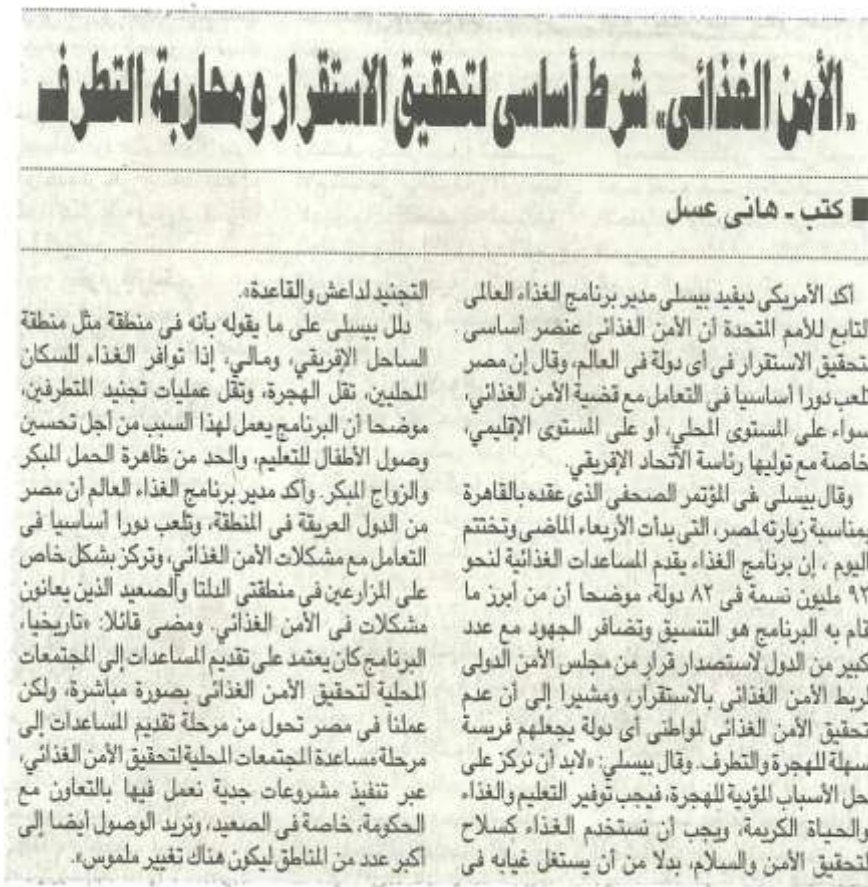 «الأمن الغذائى» شرط أساسى لتحقيق الاستقرار ومحاربة التطرف
كتب ـ هانى عسل
أكد الأمريكى ديفيد بيسلى مدير برنامج الغذاء العالمى
التابع للأمم المتحدة أن الأمن الغذائى عنصر أساسى
لتحقيق الاستقرار فى أى دولة فى العالم، وقال إن مصر
تلعب دورا أساسيا فى التعامل مع قضية الأمن الغذائي،
سواء على المستوى المحلي، أو على المستوى الإقليمي،
خاصة مع توليها رئاسة الاتحاد الإفريقي.
وقال بيسلى فى المؤتمر الصحفى الذى عقده بالقاهرة
بمناسبة زيارته لمصر، التى بدأت الأربعاء الماضى وتختتم
اليوم ، إن برنامج الغذاء يقدم المساعدات الغذائية لنحو
٩٢ مليون نسمة فى ٨٢ دولة، موضحا أن من أبرز ما
قام به البرنامج هو التنسيق وتضافر الجهود مع عدد
كبير من الدول لاستصدار قرار من مجلس الأمن الدولى
لربط الأمن الغذائى بالاستقرار، ومشيرا إلى أن عدم
تحقيق الأمن الغذائى لمواطنى أى دولة يجعلهم فريسة
سهلة للهجرة والتطرف. وقال بيسلي: «لابد أن نركز على
حل الأسباب المؤدية للهجرة، فيجب توفير التعليم والغذاء
والحياة الكريمة، ويجب أن نستخدم الغذاء كسلاح
لتحقيق الأمن والسلام، بدلا من أن يستغل غيابه فى
التجنيد لداعش والقاعدة».
دلل بيسلى على ما يقوله بأنه فى منطقة مثل منطقة
الساحل الإفريقي، ومالي، إذا توافر الغذاء للسكان
المحليين، تقل الهجرة، وتقل عمليات تجنيد المتطرفين،
موضحا أن البرنامج يعمل لهذا السبب من أجل تحسين
وصول الأطفال للتعليم، والحد من ظاهرة الحمل المبكر
والزواج المبكر. وأكد مدير برنامج الغذاء العالم أن مصر
من الدول العريقة فى المنطقة، وتلعب دورا أساسيا فى
التعامل مع مشكلات الأمن الغذائي، وتركز بشكل خاص
على المزارعين فى منطقتى الدلتا والصعيد الذين يعانون
مشكلات فى الأمن الغذائي. ومضى قائلا: «تاريخيا،
البرنامج كان يعتمد على تقديم المساعدات إلى المجتمعات
المحلية لتحقيق الأمن الغذائى بصورة مباشرة، ولكن
عملنا فى مصر تحول من مرحلة تقديم المساعدات إلى
مرحلة مساعدة المجتمعات المحلية لتحقيق الأمن الغذائي،
عبر تنفيذ مشروعات جدية نعمل فيها بالتعاون مع
الحكومة، خاصة فى الصعيد، ونريد الوصول أيضا إلى
أكبر عدد من المناطق ليكون هناك تغيير ملموس».